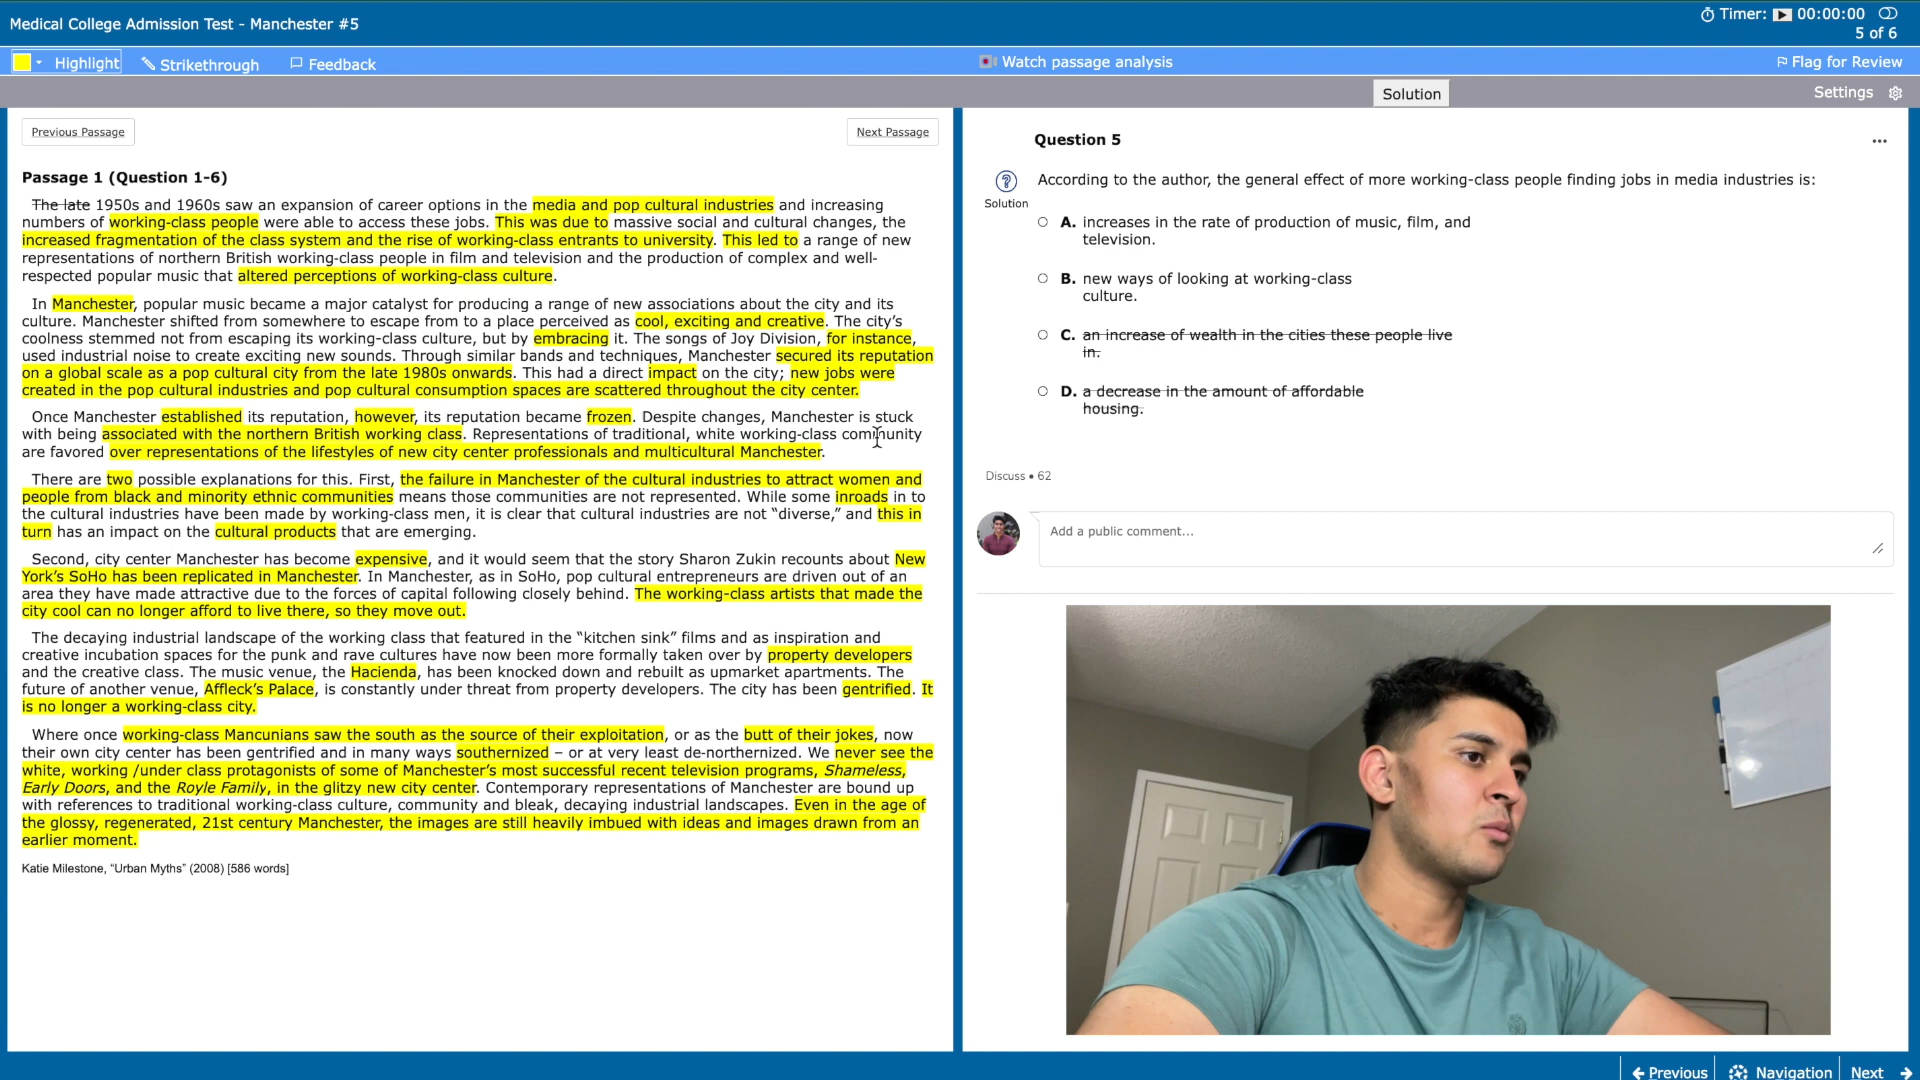 Medical College Admission Test - Manchester #5
Timer: 00:00:00
5 of 6
Highlight
Strikethrough
Feedback
Watch passage analysis
Flag for Review
Solution
Settings
Previous Passage
Next Passage
Passage 1 (Question 1-6)
The late 1950s and 1960s saw an expansion of career options in the media and pop cultural industries and increasing
numbers of working-class people were able to access these jobs. This was due to massive social and cultural changes, the
increased fragmentation of the class system and the rise of working-class entrants to university. This led to a range of new
representations of northern British working-class people in film and television and the production of complex and well-
respected popular music that altered perceptions of working-class culture.
In Manchester, popular music became a major catalyst for producing a range of new associations about the city and its
culture. Manchester shifted from somewhere to escape from to a place perceived as cool, exciting and creative. The city's
coolness stemmed not from escaping its working-class culture, but by embracing it. The songs of Joy Division, for instance,
used industrial noise to create exciting new sounds. Through similar bands and techniques, Manchester secured its reputation
on a global scale as a pop cultural city from the late 1980s onwards. This had a direct impact on the city; new jobs were
created in the pop cultural industries and pop cultural consumption spaces are scattered throughout the city center.
Once Manchester established its reputation, however, its reputation became frozen. Despite changes, Manchester is stuck
with being associated with the northern British working class. Representations of traditional, white working-class community
are favored over representations of the lifestyles of new city center professionals and multicultural Manchester.
There are two possible explanations for this. First, the failure in Manchester of the cultural industries to attract women and
people from black and minority ethnic communities means those communities are not represented. While some inroads in to
the cultural industries have been made by working-class men, it is clear that cultural industries are not “diverse,” and this in
turn has an impact on the cultural products that are emerging.
Second, city center Manchester has become expensive, and it would seem that the story Sharon Zukin recounts about New
York's SoHo has been replicated in Manchester. In Manchester, as in SoHo, pop cultural entrepreneurs are driven out of an
area they have made attractive due to the forces of capital following closely behind. The working-class artists that made the
city cool can no longer afford to live there, so they move out.
The decaying industrial landscape of the working class that featured in the “kitchen sink” films and as inspiration and
creative incubation spaces for the punk and rave cultures have now been more formally taken over by property developers
and the creative class. The music venue, the Hacienda, has been knocked down and rebuilt as upmarket apartments. The
future of another venue, Affleck's Palace, is constantly under threat from property developers. The city has been gentrified. It
is no longer a working-class city.
Where once working-class Mancunians saw the south as the source of their exploitation, or as the butt of their jokes, now
their own city center has been gentrified and in many ways southernized – or at very least de-northernized. We never see the
white, working /under class protagonists of some of Manchester's most successful recent television programs, Shameless,
Early Doors, and the Royle Family, in the glitzy new city center. Contemporary representations of Manchester are bound up
with references to traditional working-class culture, community and bleak, decaying industrial landscapes. Even in the age of
the glossy, regenerated, 21st century Manchester, the images are still heavily imbued with ideas and images drawn from an
earlier moment.
Katie Milestone, “Urban Myths” (2008) [586 words]
Question 5
Solution
According to the author, the general effect of more working-class people finding jobs in media industries is:
A. increases in the rate of production of music, film, and
television.
B. new ways of looking at working-class
culture.
C. an increase of wealth in the cities these people live
in.
D. a decrease in the amount of affordable
housing.
Discuss • 62
Add a public comment...
Previous
Navigation
Next